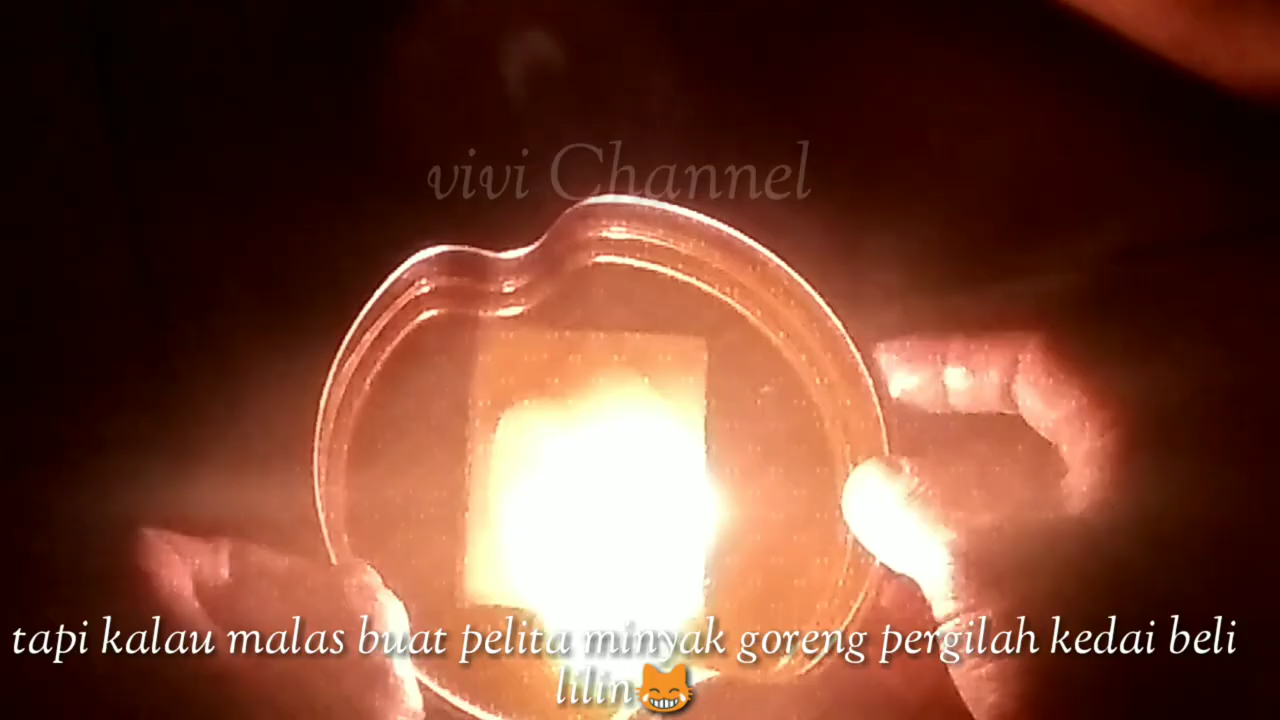 vivi Channel
tapi kalau malas buat pelita minyak goreng pergilah kedai beli
lilin😹